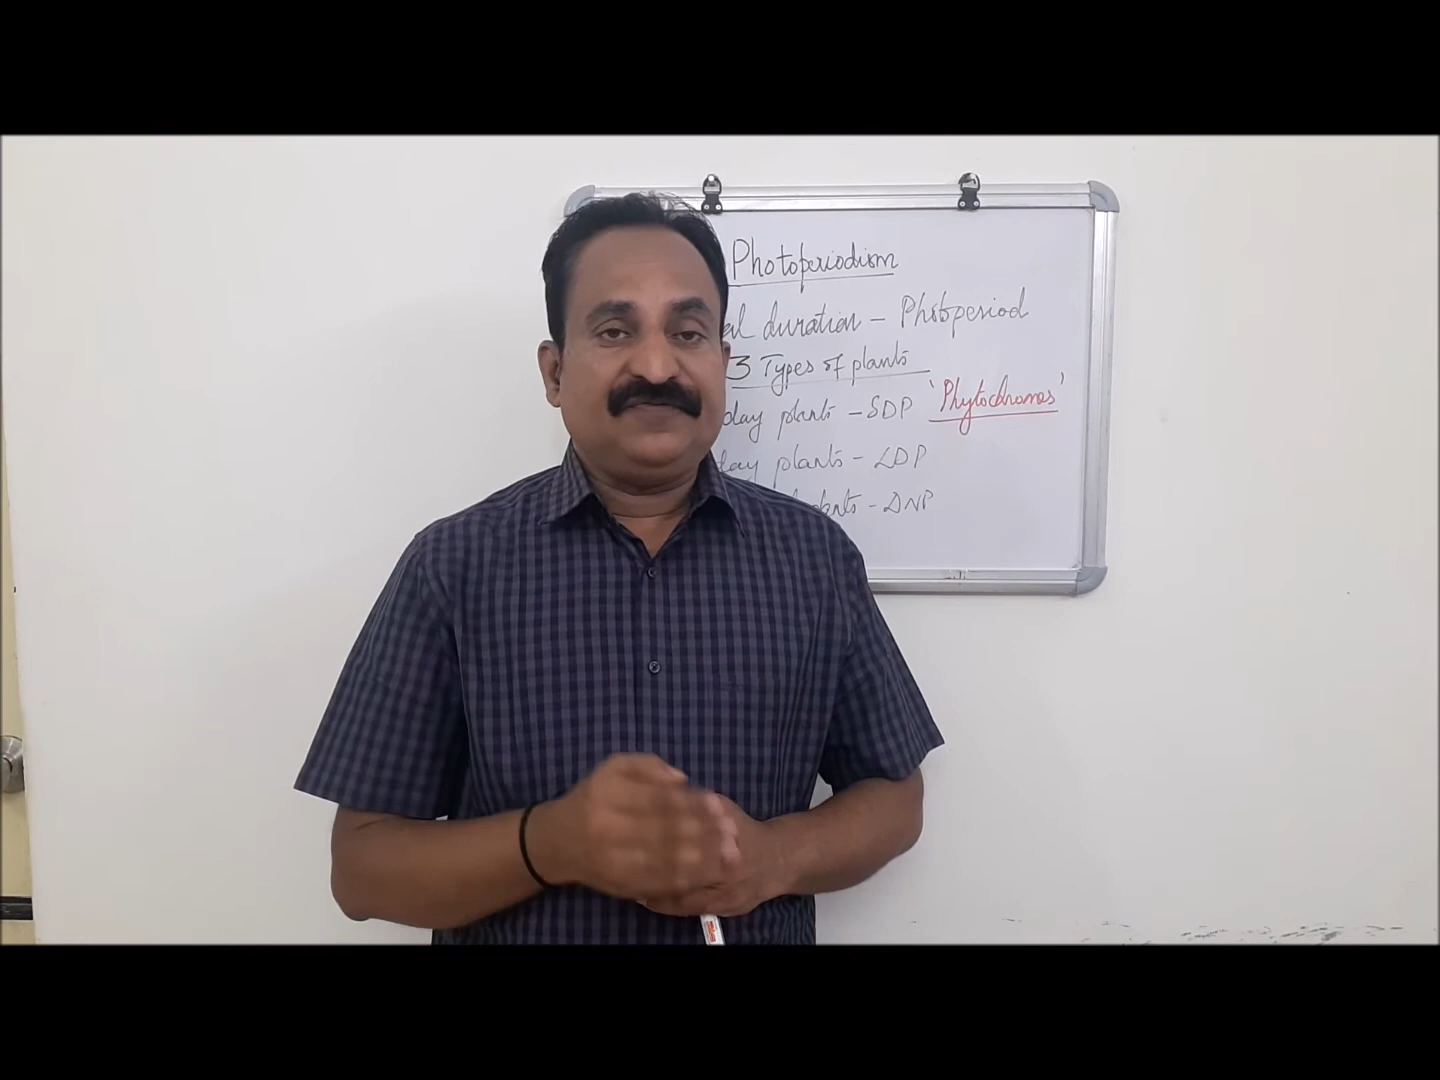 Photoperiodism
al duration - Photoperiod
3 Types of plants
day plants - SDP 'Phytochromes'
day plants - LDP
plants - DNP